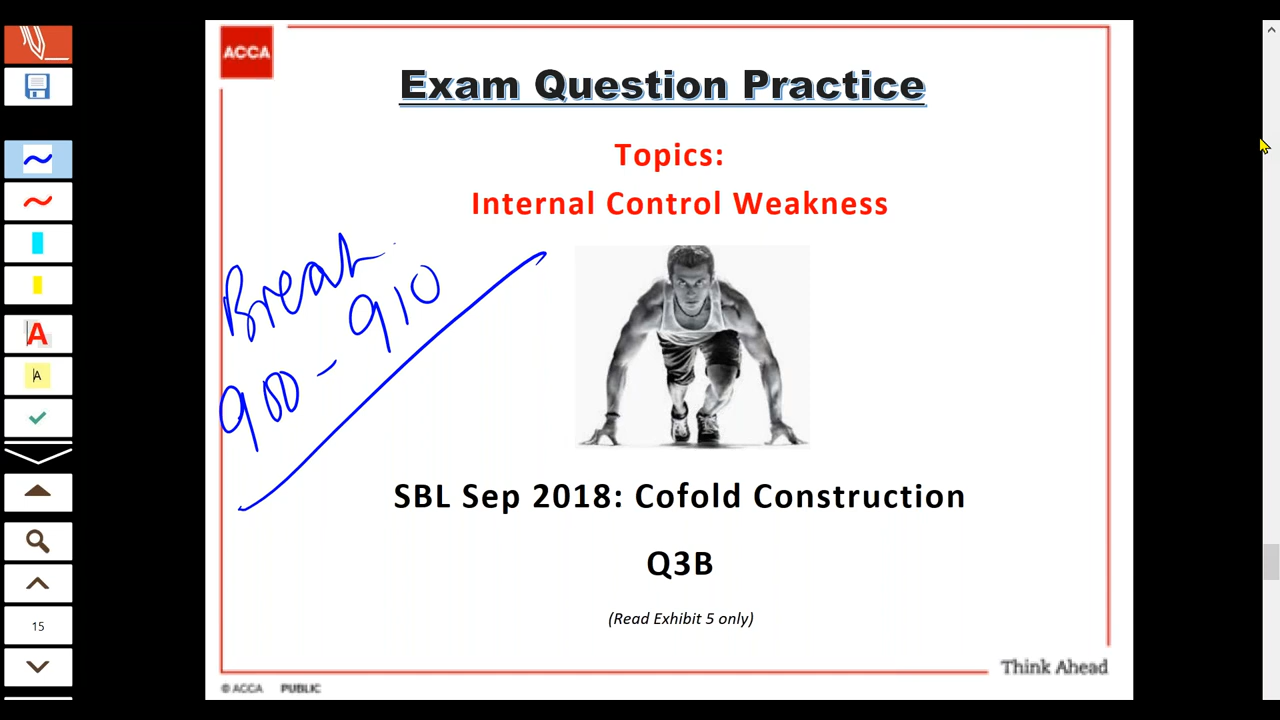 ACCA
Exam Question Practice
Topics:
Internal Control Weakness
Break
900 - 910
SBL Sep 2018: Cofold Construction
Q3B
(Read Exhibit 5 only)
A
A
15
Think Ahead
© ACCA PUBLIC